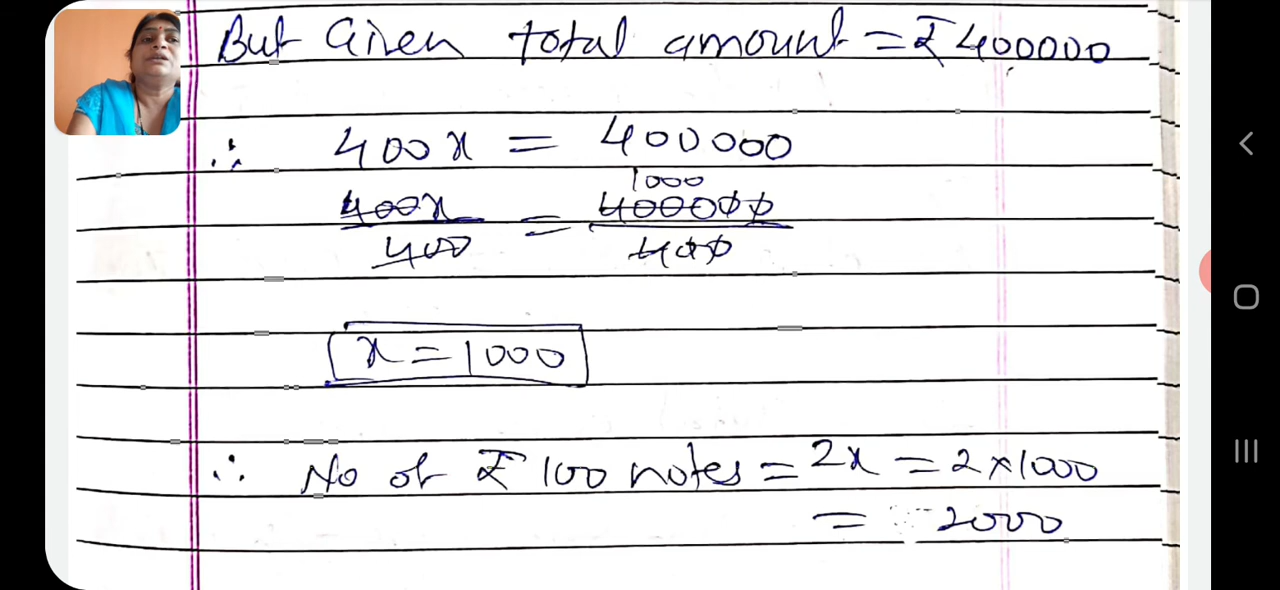 But Given total amount = ₹ 400000
∴ 400x = 400000
1000
400x = 400000
400 400
x = 1000
∴ No of ₹ 100 notes = 2x = 2×1000
= 2000